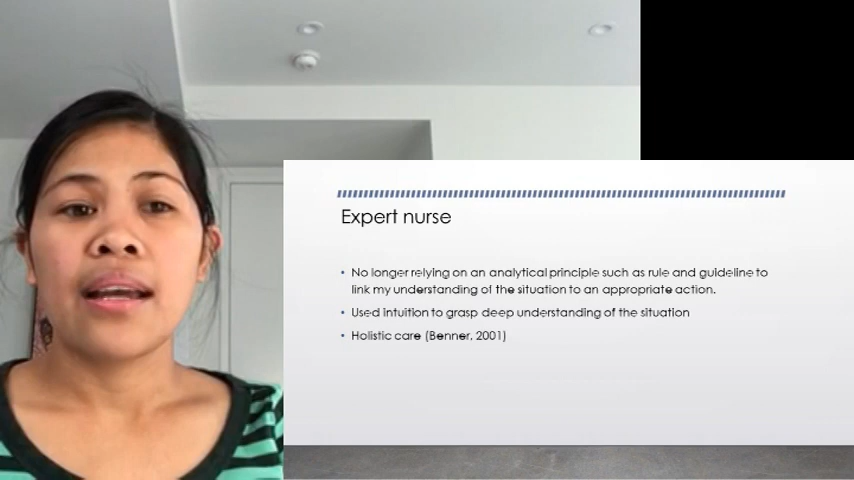 Expert nurse
• No longer relying on an analytical principle such as rule and guideline to
link my understanding of the situation to an appropriate action.
• Used intuition to grasp deep understanding of the situation
• Holistic care (Benner, 2001)